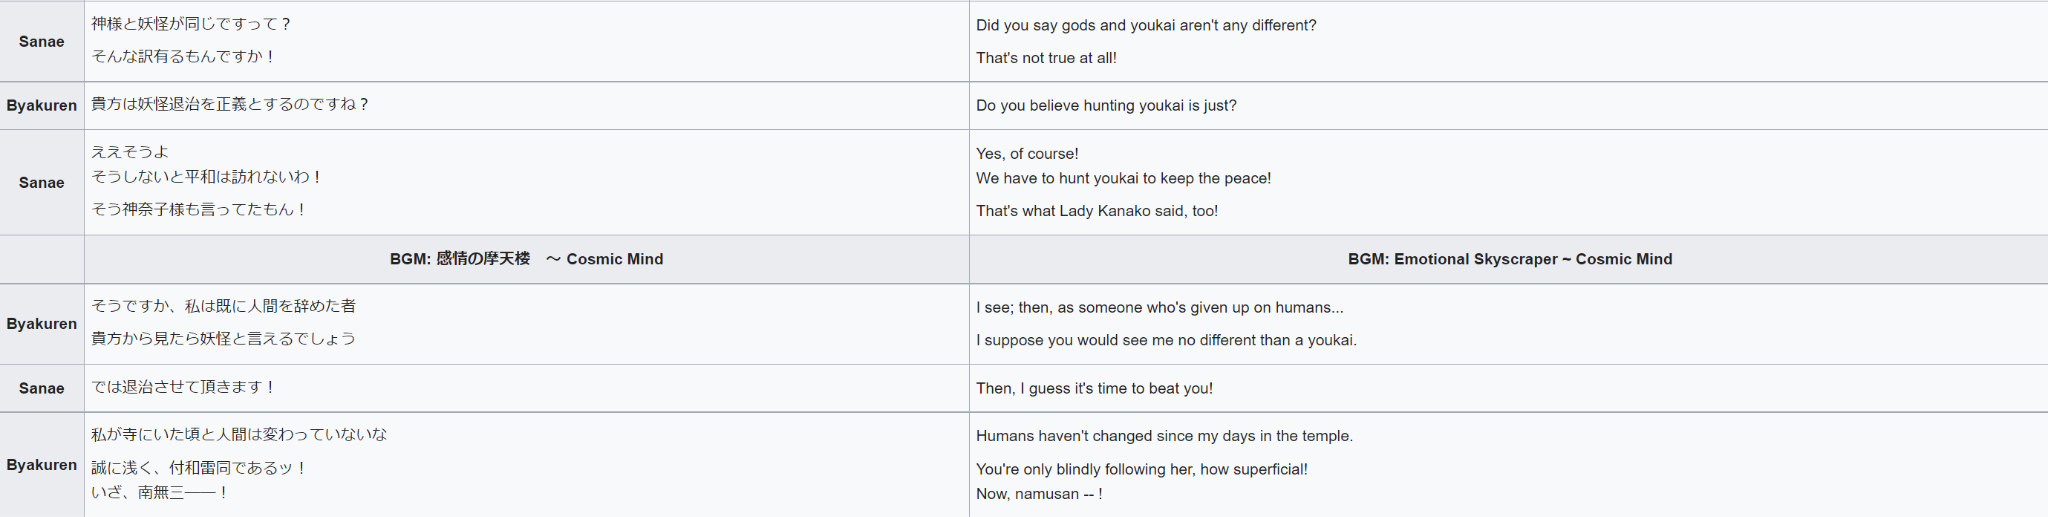 Sanae
神様と妖怪が同じですって？
そんな訳有るもんですか！
Did you say gods and youkai aren't any different?
That's not true at all!
Byakuren
貴方は妖怪退治を正義とするのですね？
Do you believe hunting youkai is just?
Sanae
ええそうよ
そうしないと平和は訪れないわ！
そう神奈子様も言ってたもん！
Yes, of course!
We have to hunt youkai to keep the peace!
That's what Lady Kanako said, too!
BGM: 感情の摩天楼　～ Cosmic Mind
BGM: Emotional Skyscraper ~ Cosmic Mind
Byakuren
そうですか、私は既に人間を辞めた者
貴方から見たら妖怪と言えるでしょう
I see; then, as someone who's given up on humans...
I suppose you would see me no different than a youkai.
Sanae
では退治させて頂きます！
Then, I guess it's time to beat you!
Byakuren
私が寺にいた頃と人間は変わっていないな
誠に浅く、付和雷同であるッ！
いざ、南無三――！
Humans haven't changed since my days in the temple.
You're only blindly following her, how superficial!
Now, namusan -- !